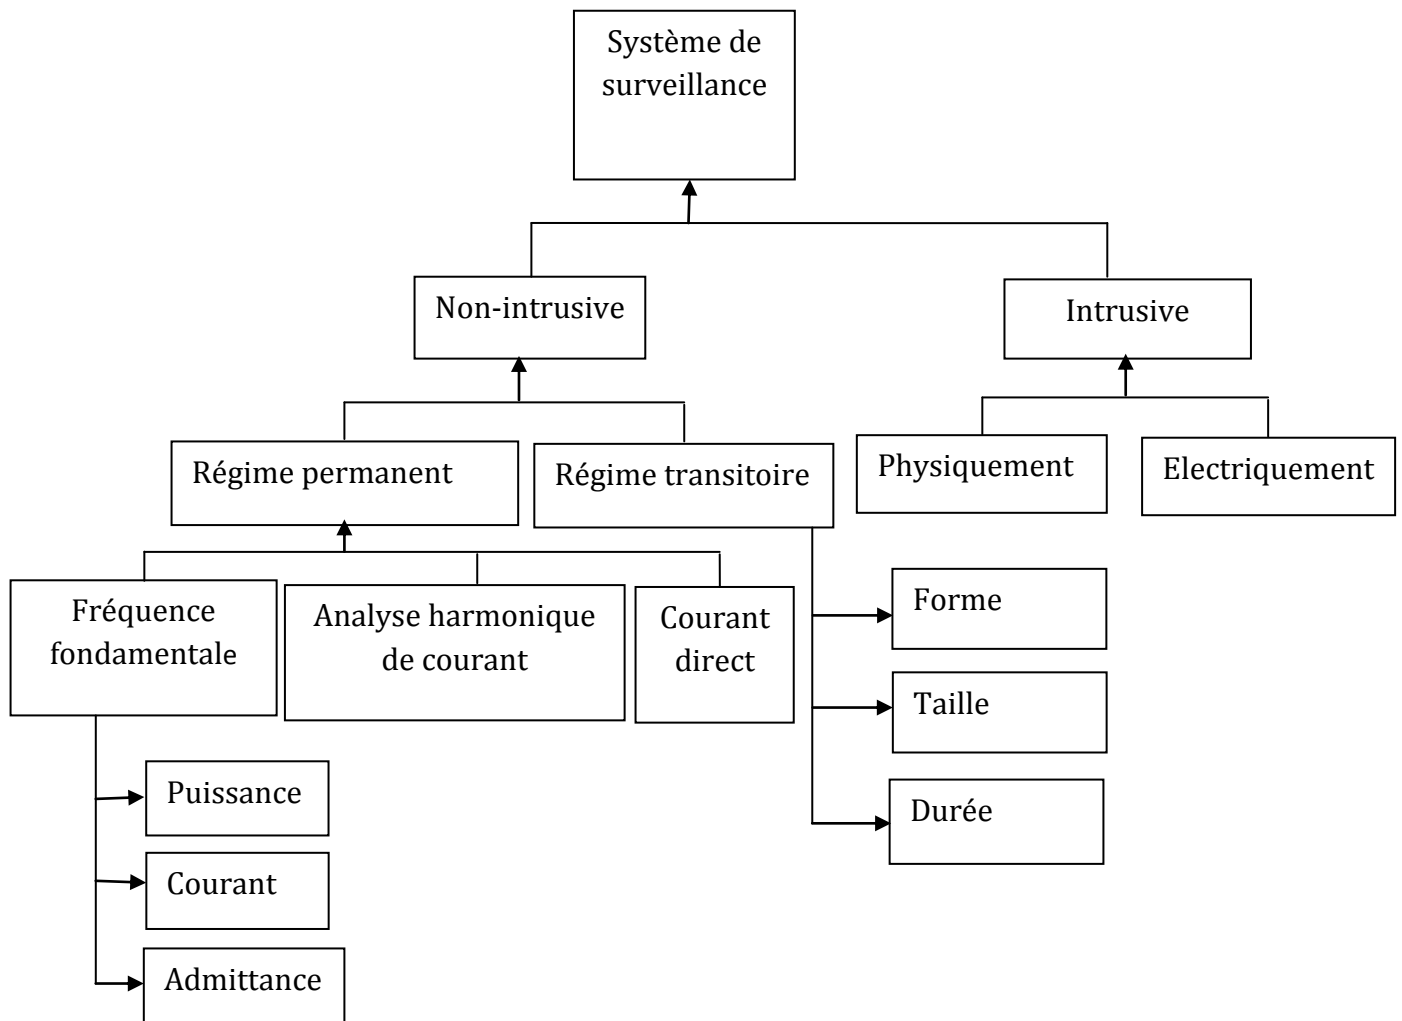 Système de
surveillance
Non-intrusive
Intrusive
Régime permanent
Régime transitoire
Physiquement
Electriquement
Fréquence
fondamentale
Analyse harmonique
de courant
Courant
direct
Forme
Taille
Durée
Puissance
Courant
Admittance